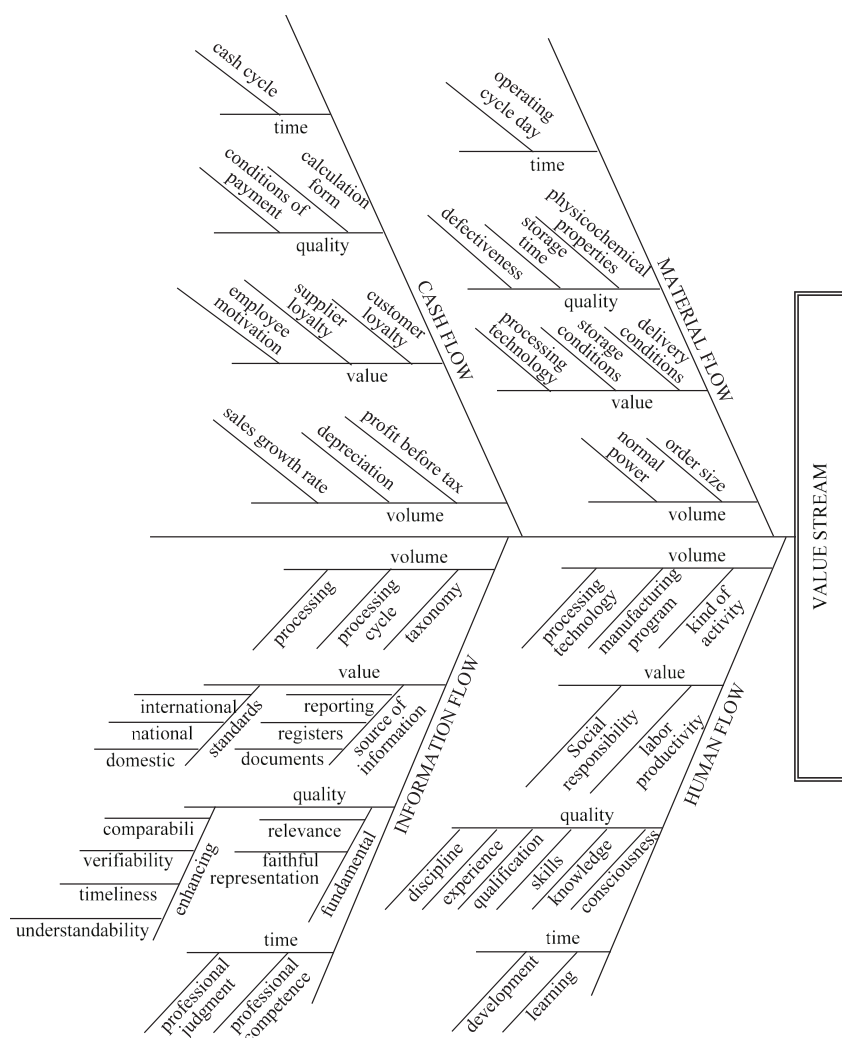 cash cycle
time
conditions of
payment
calculation
form
quality
employee
motivation
supplier
loyalty
customer
loyalty
value
sales growth rate
depreciation
profit before tax
volume
CASH FLOW
operating
cycle day
time
defectiveness
storage
time
physicochemical
properties
quality
processing
technology
storage
conditions
delivery
conditions
value
normal
power
order size
volume
MATERIAL FLOW
VALUE STREAM
volume
processing
processing
cycle
taxonomy
value
international
national
domestic
standards
reporting
registers
documents
source of
information
quality
comparabili
verifiability
timeliness
understandability
enhancing
relevance
faithful
representation
fundamental
time
professional
judgment
professional
competence
INFORMATION FLOW
volume
processing
technology
manufacturing
program
kind of
activity
value
Social
responsibility
labor
productivity
quality
discipline
experience
qualification
skills
knowledge
consciousness
time
development
learning
HUMAN FLOW